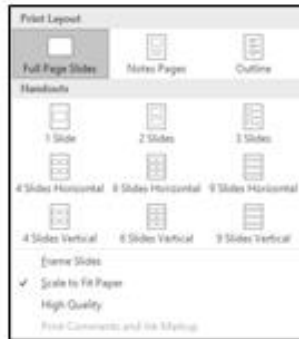 Print Layout
Full Page Slides Notes Pages Outline
Handouts
1 Slide 2 Slides 3 Slides
4 Slides Horizontal 6 Slides Horizontal 9 Slides Horizontal
4 Slides Vertical 6 Slides Vertical 9 Slides Vertical
Frame Slides
✓ Scale to Fit Paper
High Quality
Print Comments and Ink Markup